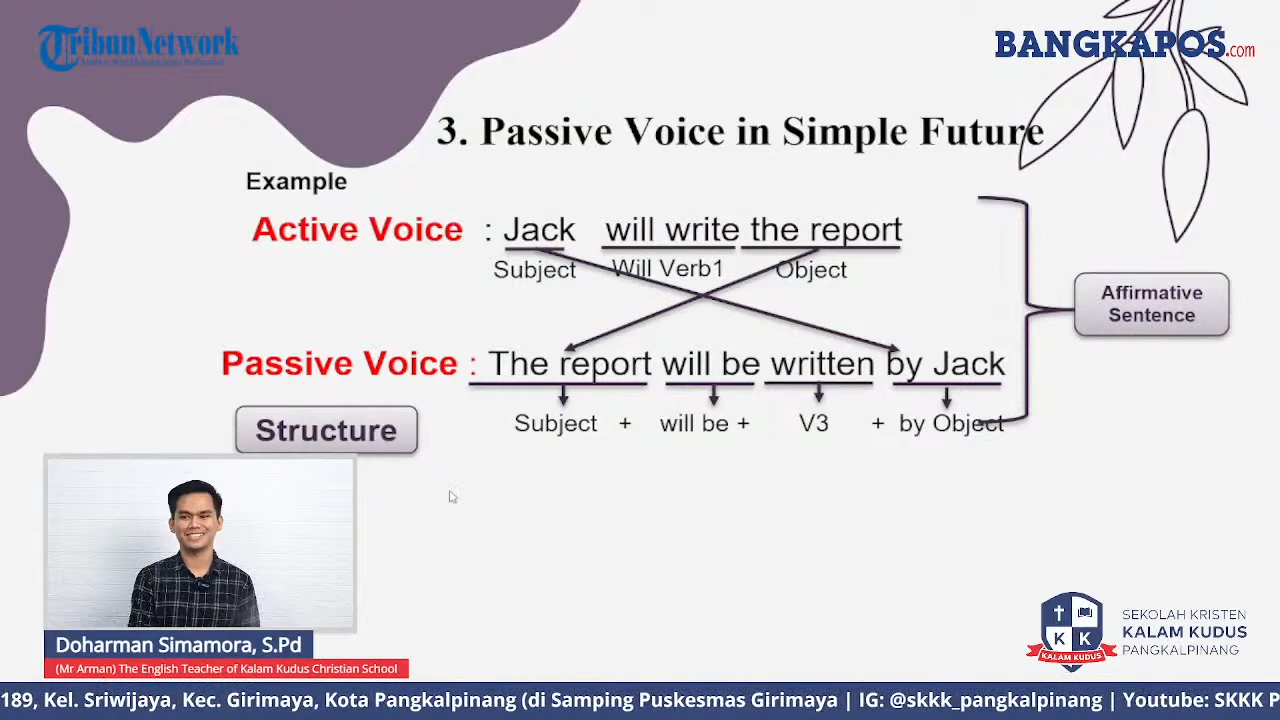 TribunNetwork
BANGKAPOS.com
3. Passive Voice in Simple Future
Example
Active Voice : Jack will write the report
Subject Will Verb1 Object
Affirmative
Sentence
Passive Voice : The report will be written by Jack
Subject + will be + V3 + by Object
Structure
Doharman Simamora, S.Pd
(Mr Arman) The English Teacher of Kalam Kudus Christian School
K K
KALAM KUDUS
SEKOLAH KRISTEN
KALAM KUDUS
PANGKALPINANG
189, Kel. Sriwijaya, Kec. Girimaya, Kota Pangkalpinang (di Samping Puskesmas Girimaya | IG: @skkk_pangkalpinang | Youtube: SKKK P